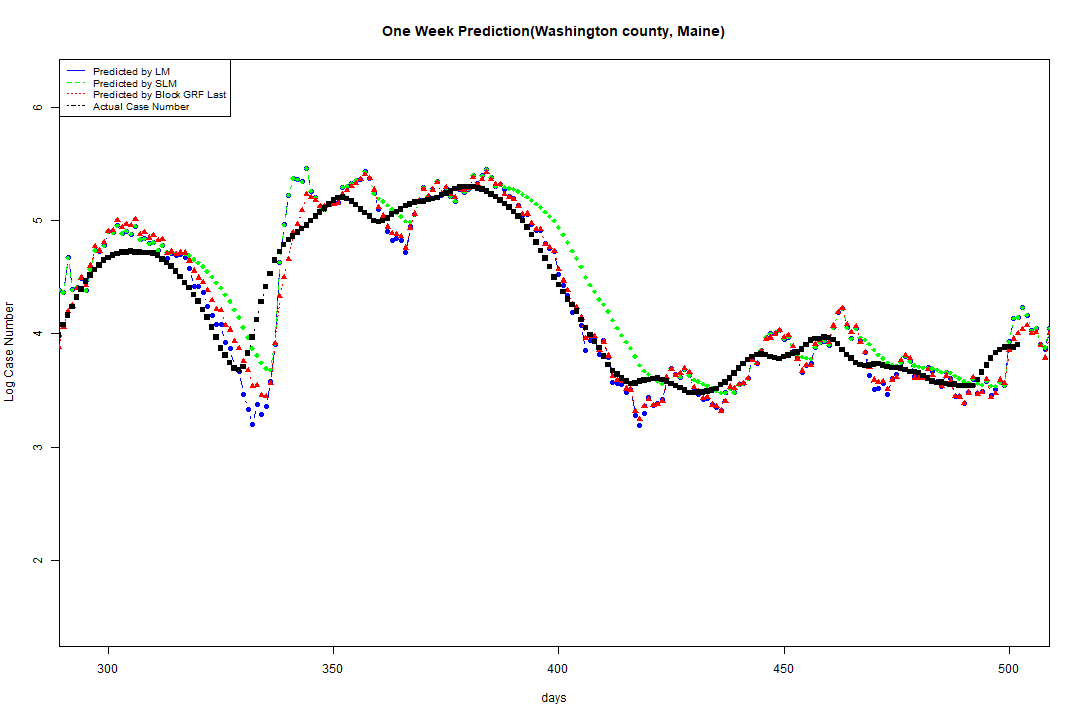 One Week Prediction(Washington county, Maine)
Predicted by LM
Predicted by SLM
Predicted by Block GRF Last
Actual Case Number
Log Case Number
6
5
4
3
2
300 350 400 450 500
days